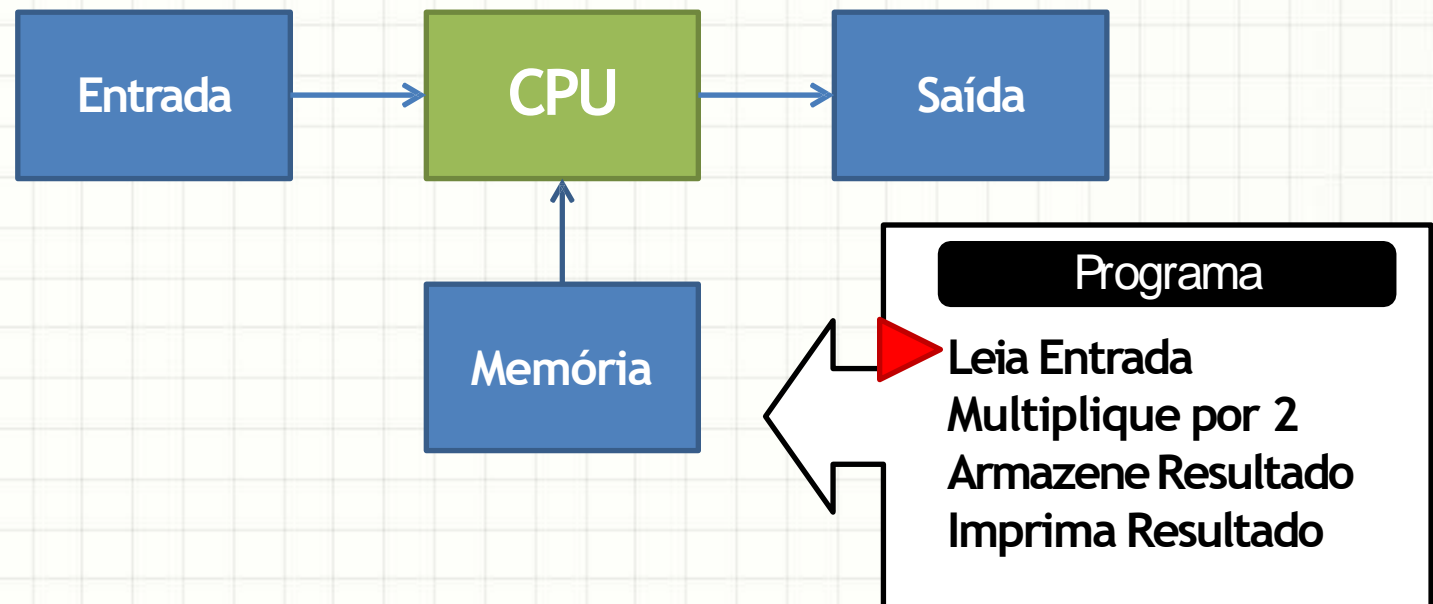 Entrada
CPU
Saída
Memória
Programa
Leia Entrada
Multiplique por 2
Armazene Resultado
Imprima Resultado